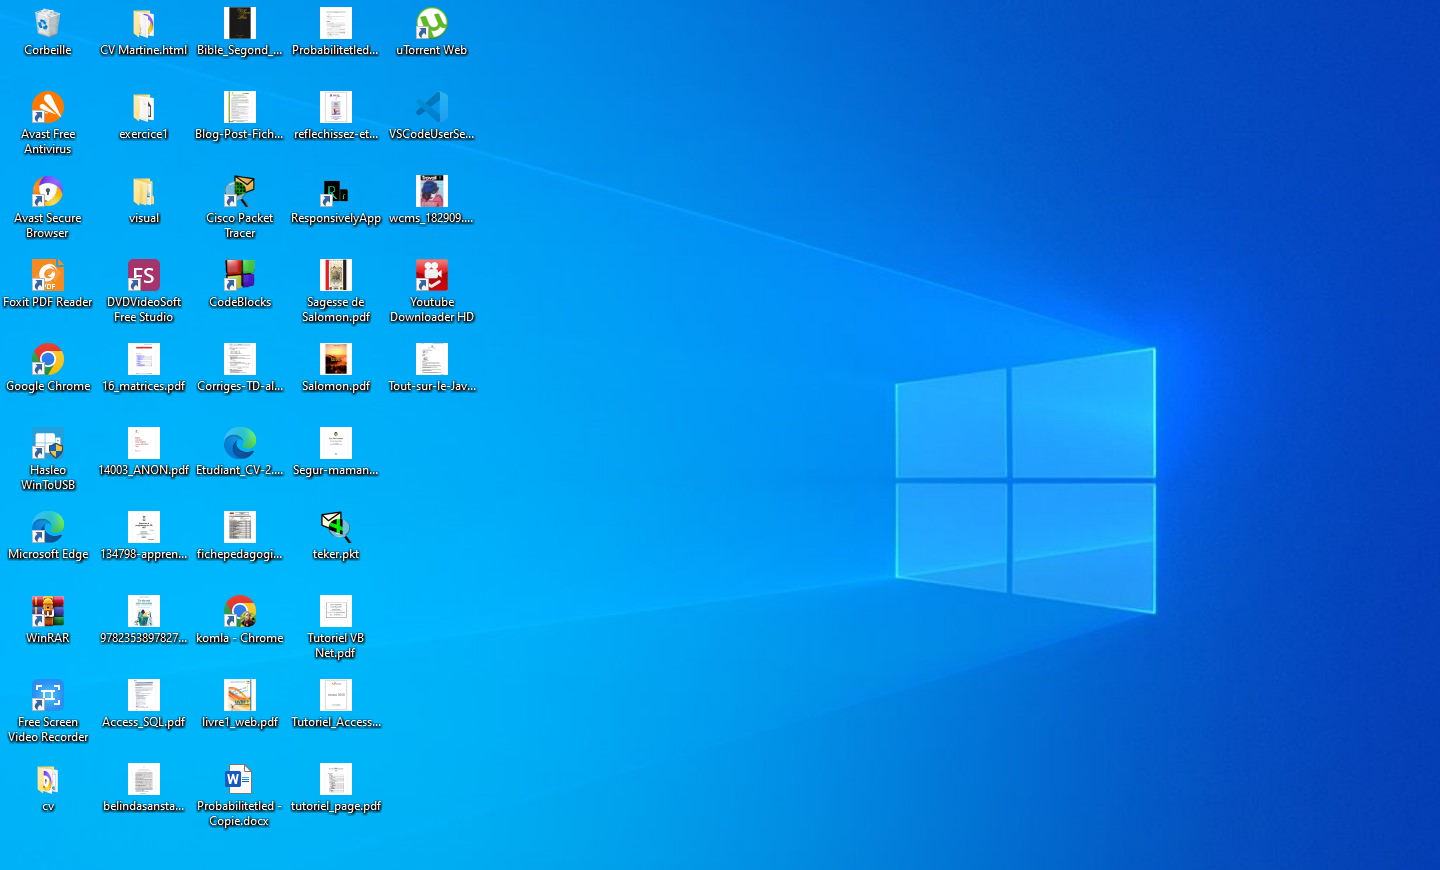 Corbeille
Avast Free
Antivirus
Avast Secure
Browser
Foxit PDF Reader
Google Chrome
Hasleo
WinToUSB
Microsoft Edge
WinRAR
Free Screen
Video Recorder
cv
CV Martine.html
exercice1
visual
FS
DVDVideoSoft
Free Studio
16_matrices.pdf
14003_ANON.pdf
134798-appren...
9782353897827...
Access_SQL.pdf
belindasansta...
Bible_Segond_...
Blog-Post-Fich...
Cisco Packet
Tracer
CodeBlocks
Corriges-TD-al...
Etudiant_CV-2....
fichepedagogi...
komla - Chrome
livre1_web.pdf
Probabilitetled -
Copie.docx
Probabilitetled...
reflechissez-et...
ResponsivelyApp
Sagesse de
Salomon.pdf
Salomon.pdf
Segur-maman...
teker.pkt
Tutoriel VB
Net.pdf
Tutoriel_Access...
tutoriel_page.pdf
uTorrent Web
VSCodeUserSe...
Travail
wcms_182909....
Youtube
Downloader HD
Tout-sur-le-Jav...